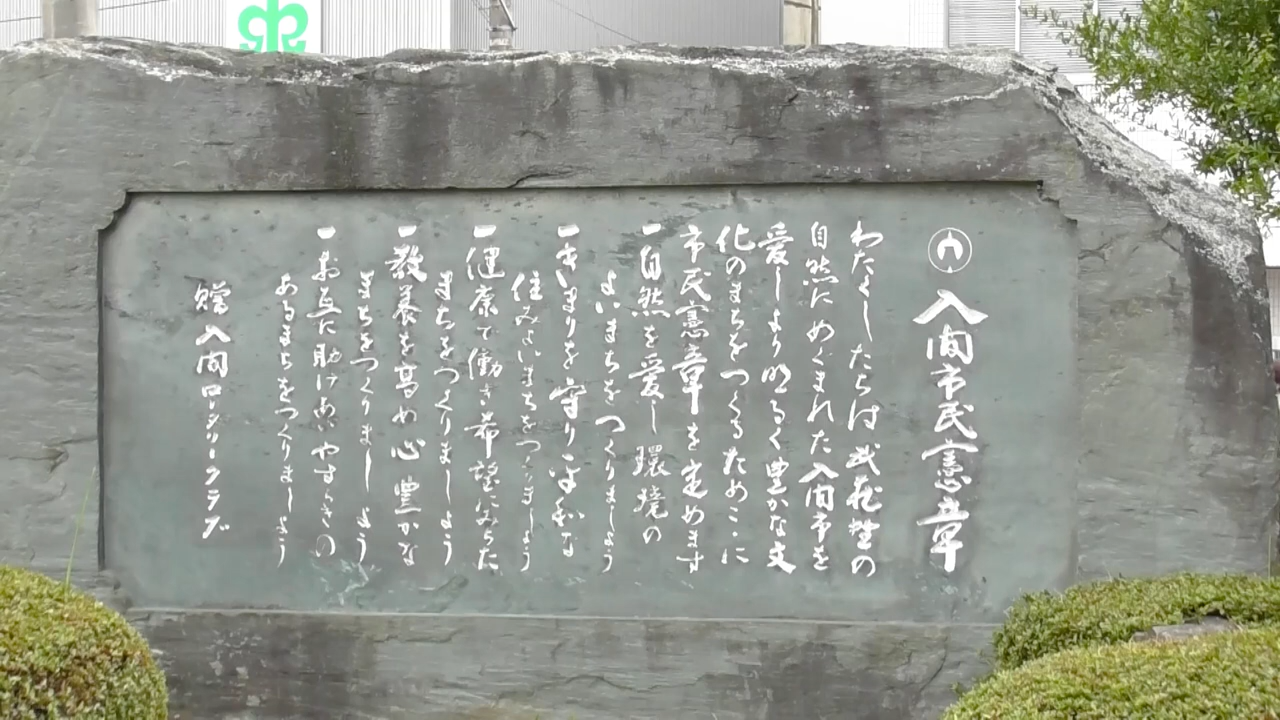 入間市民憲章
わたくしたちは武蔵野の
自然にめぐまれた入間市を
愛しより明るく豊かな文
化のまちをつくるためここに
市民憲章を定めます
一自然を愛し環境の
よいまちをつくりましょう
一きまりを守り平和な
住みよいまちをつくりましょう
一健康で働き希望にみちた
まちをつくりましょう
一教養を高め心豊かな
まちをつくりましょう
一お互に助けあいやすらぎの
あるまちをつくりましょう
贈入間ロータリークラブ